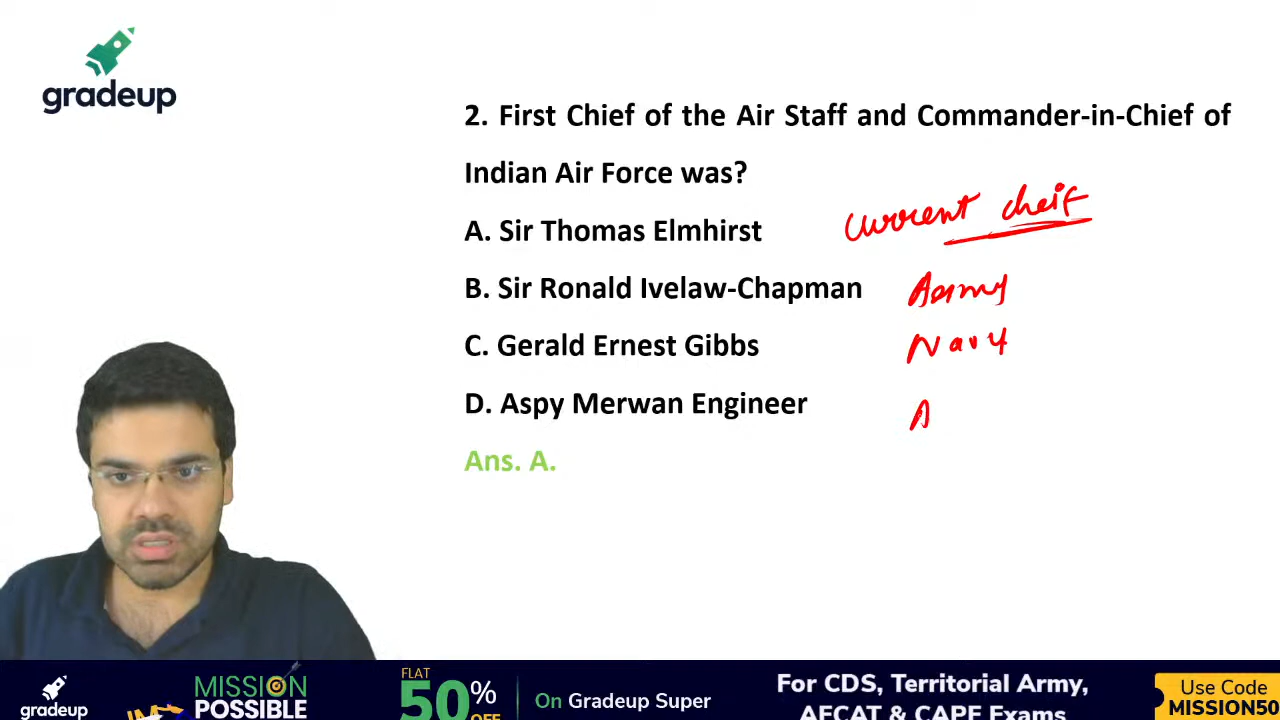 gradeup
2. First Chief of the Air Staff and Commander-in-Chief of
Indian Air Force was?
A. Sir Thomas Elmhirst
current cheif
B. Sir Ronald Ivelaw-Chapman
Army
C. Gerald Ernest Gibbs
Navy
D. Aspy Merwan Engineer
A
Ans. A.
gradeup
MISSION
POSSIBLE
FLAT
50% OFF
On Gradeup Super
For CDS, Territorial Army,
AFCAT & CAPF Exams
Use Code
MISSION50